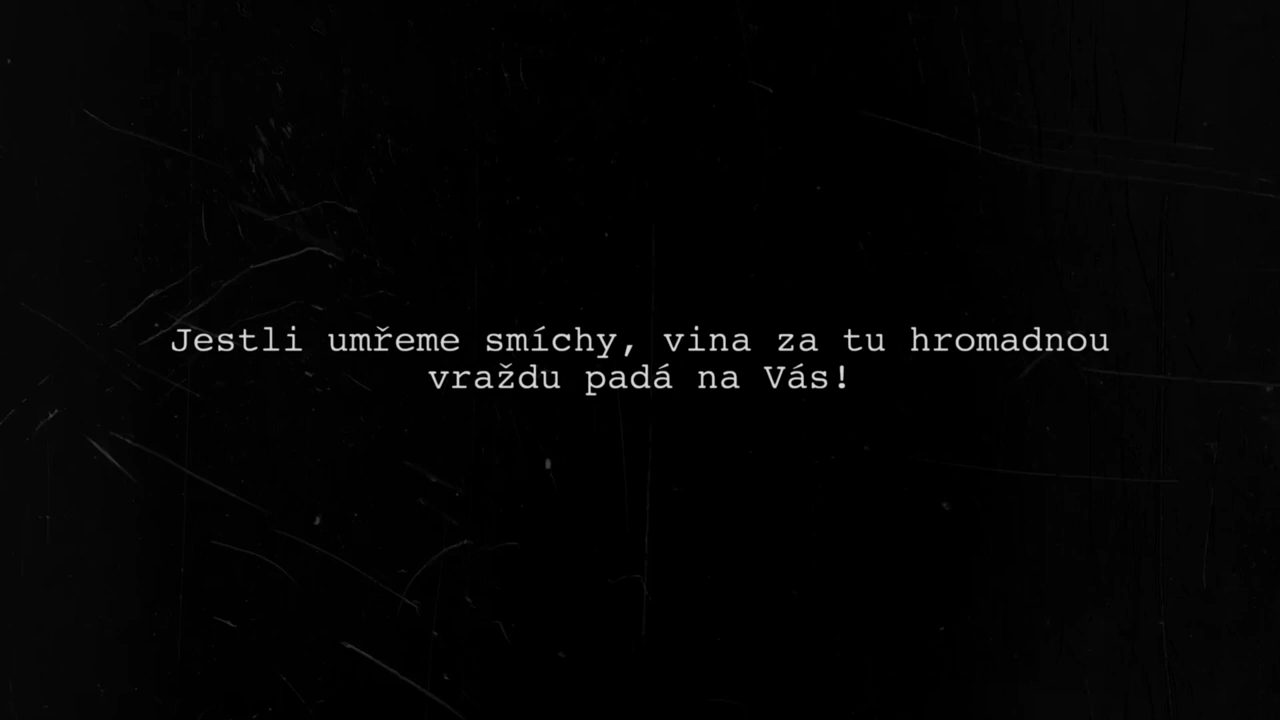 Jestli umřeme smíchy, vina za tu hromadnou
vraždu padá na Vás!